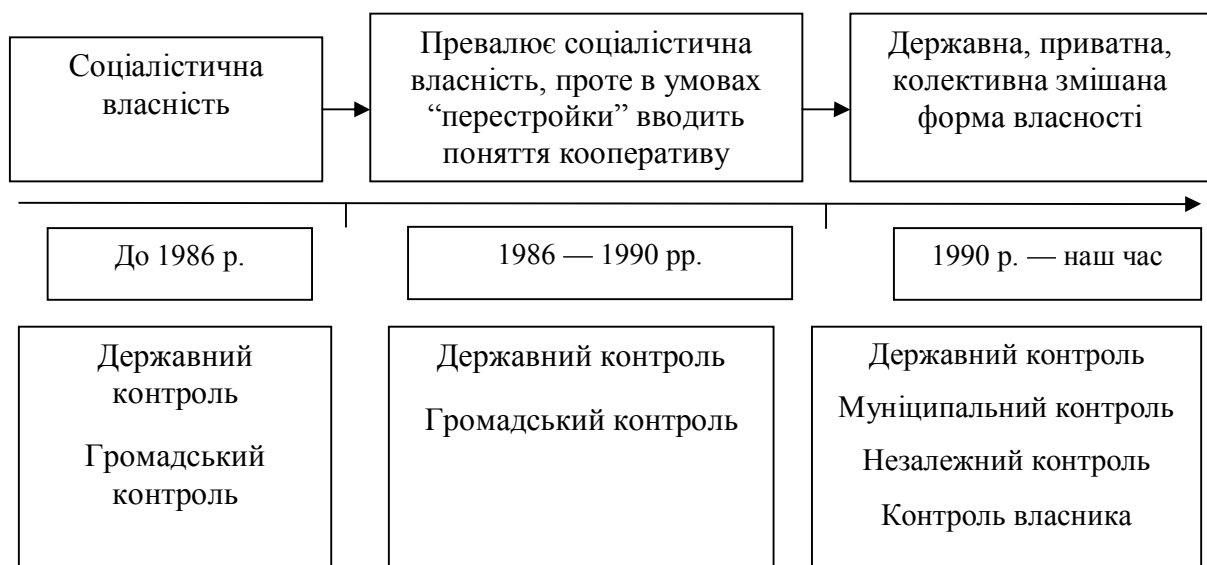 Соціалістична
власність
Превалює соціалістична
власність, проте в умовах
“перестройки” вводить
поняття кооперативу
Державна, приватна,
колективна змішана
форма власності
До 1986 р.
1986 — 1990 рр.
1990 р. — наш час
Державний
контроль
Громадський
контроль
Державний контроль
Громадський контроль
Державний контроль
Муніципальний контроль
Незалежний контроль
Контроль власника